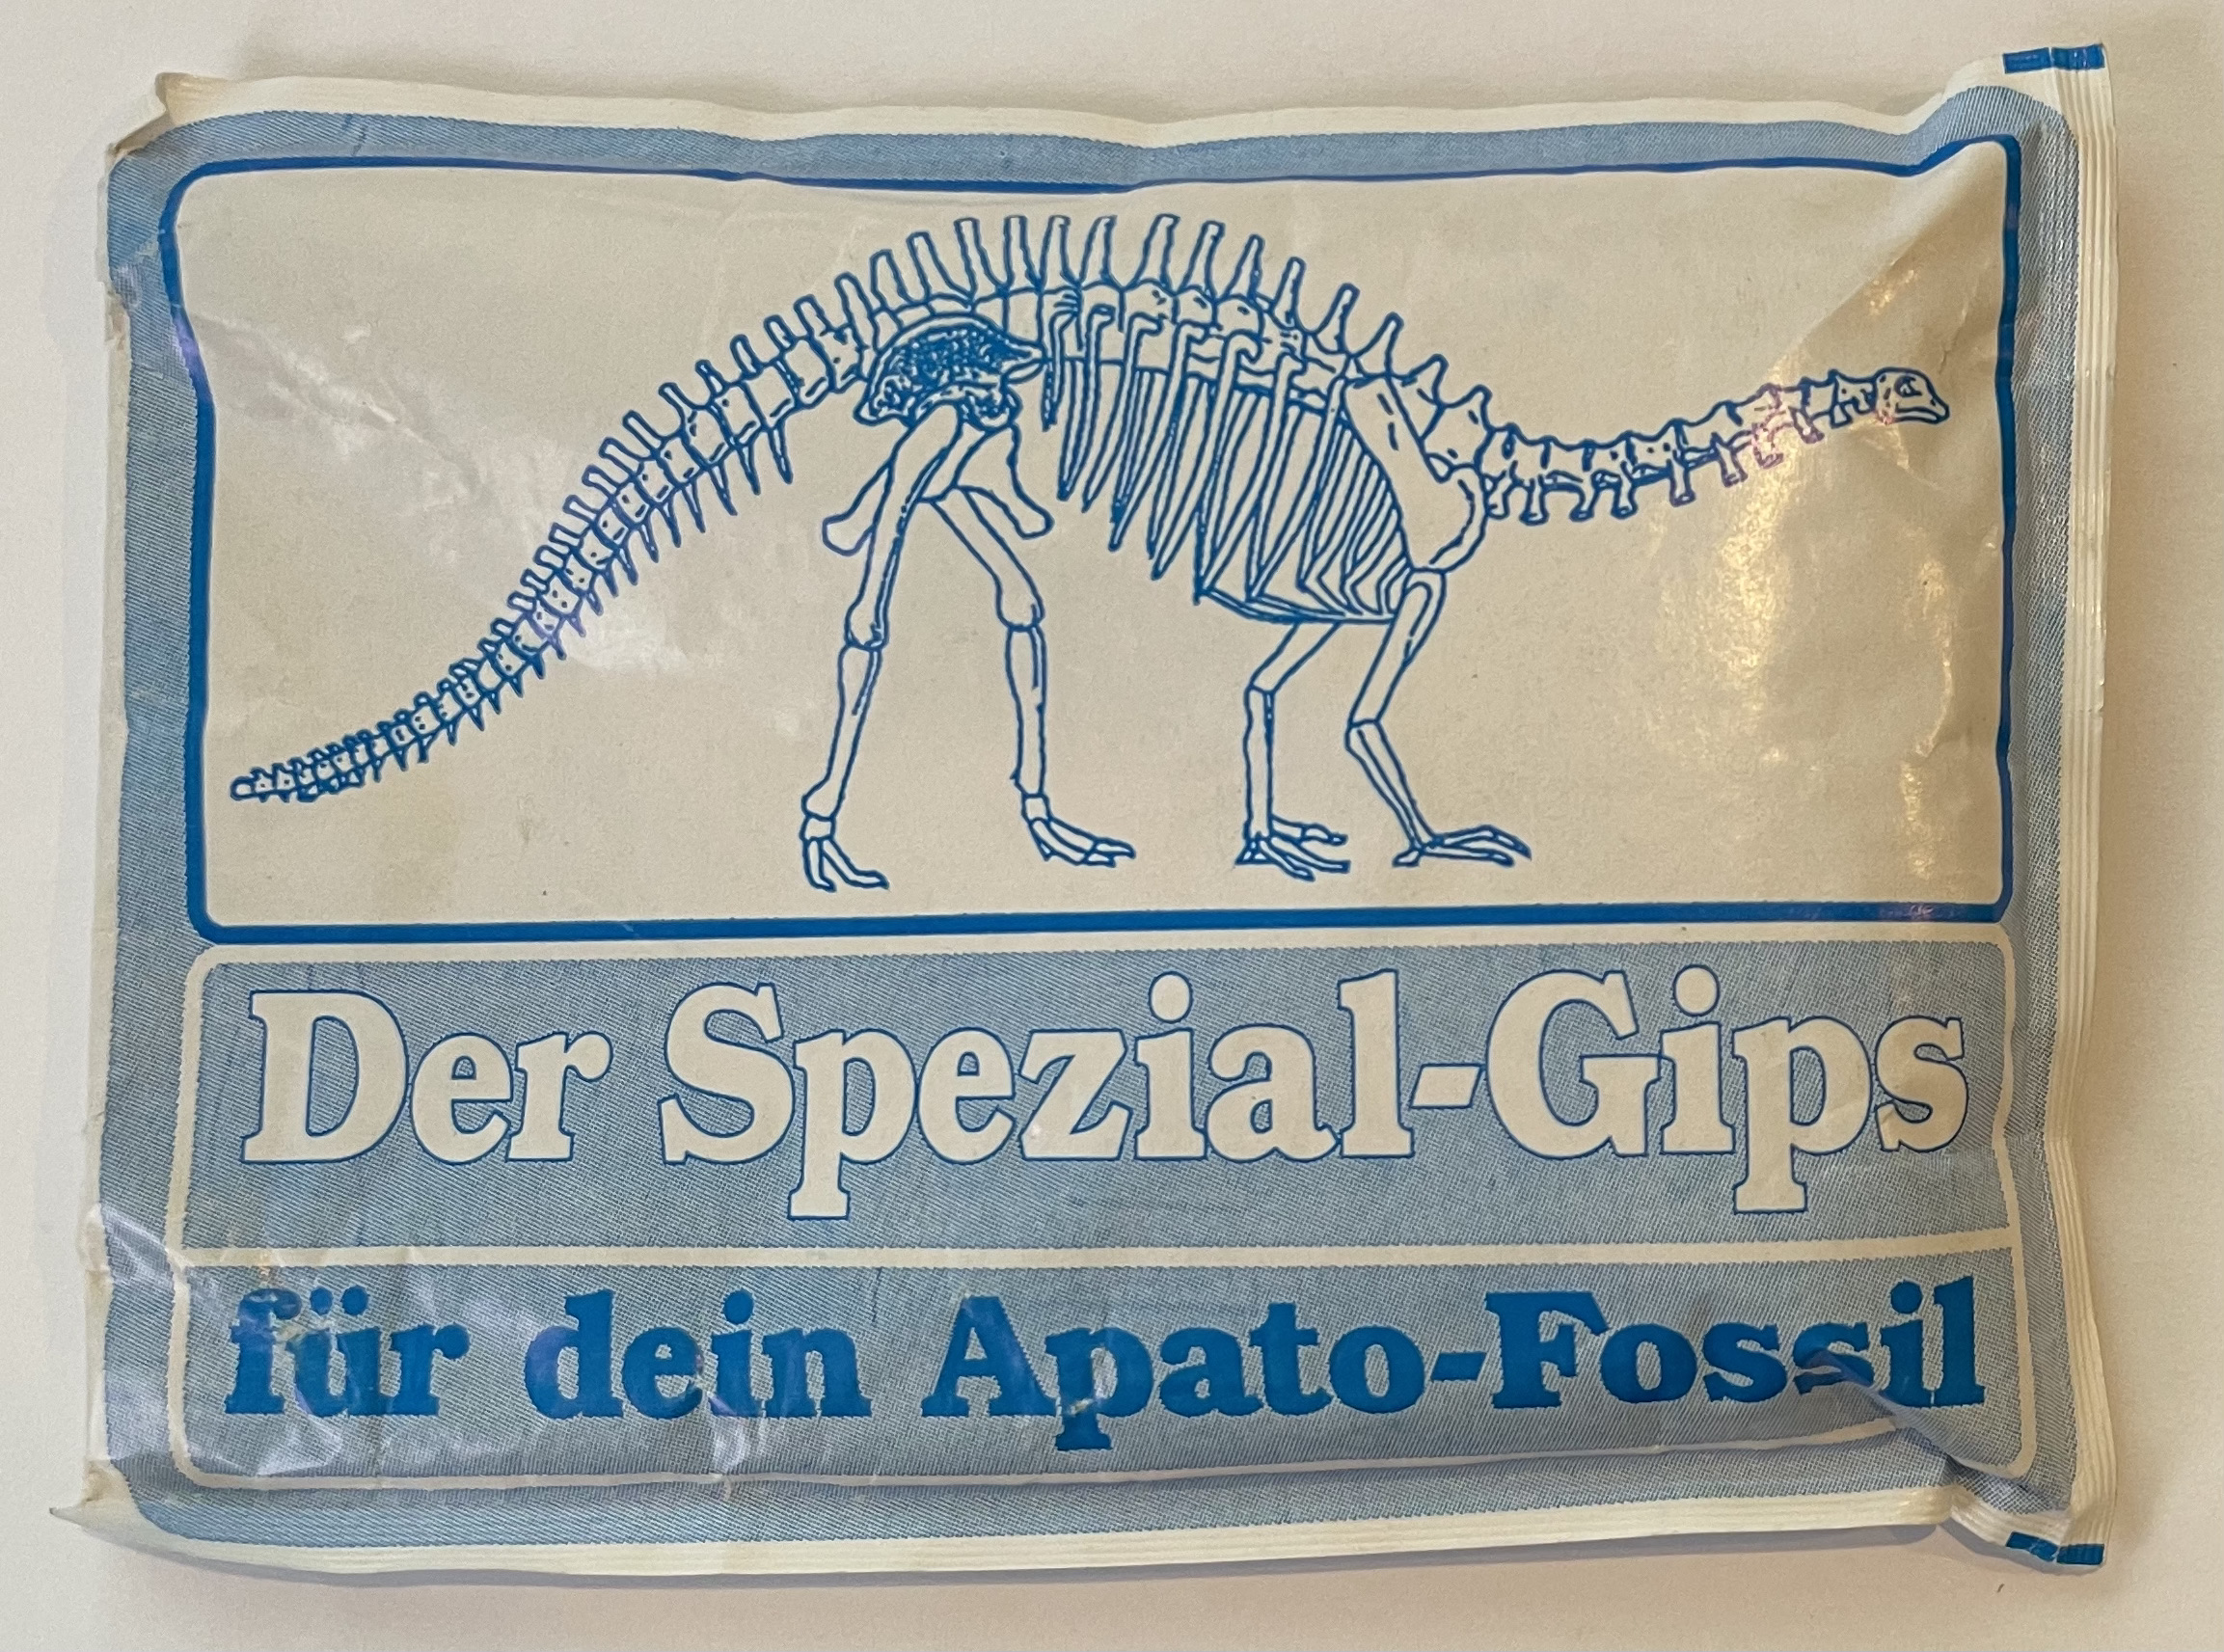 Der Spezial-Gips
für dein Apato-Fossil